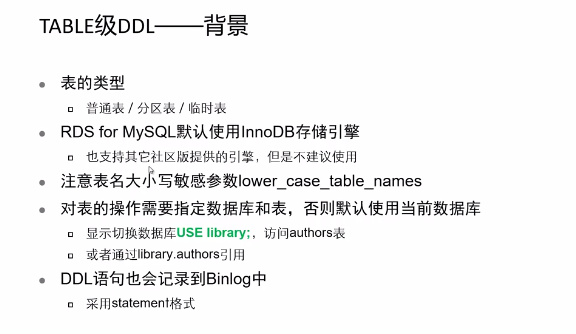 TABLE级DDL——背景
表的类型
普通表 / 分区表 / 临时表
RDS for MySQL默认使用InnoDB存储引擎
也支持其它社区版提供的引擎，但是不建议使用
注意表名大小写敏感参数lower_case_table_names
对表的操作需要指定数据库和表，否则默认使用当前数据库
显示切换数据库USE library;，访问authors表
或者通过library.authors引用
DDL语句也会记录到Binlog中
采用statement格式